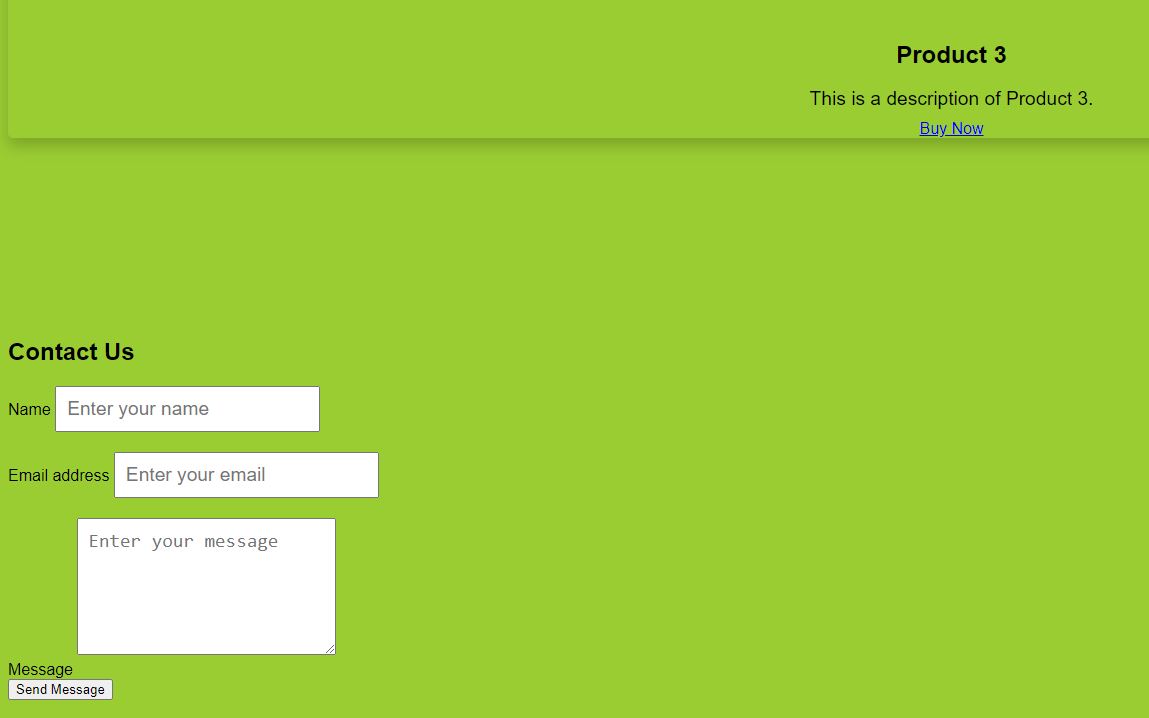 Product 3
This is a description of Product 3.
Buy Now
Contact Us
Name Enter your name
Email address Enter your email
Enter your message
Message
Send Message